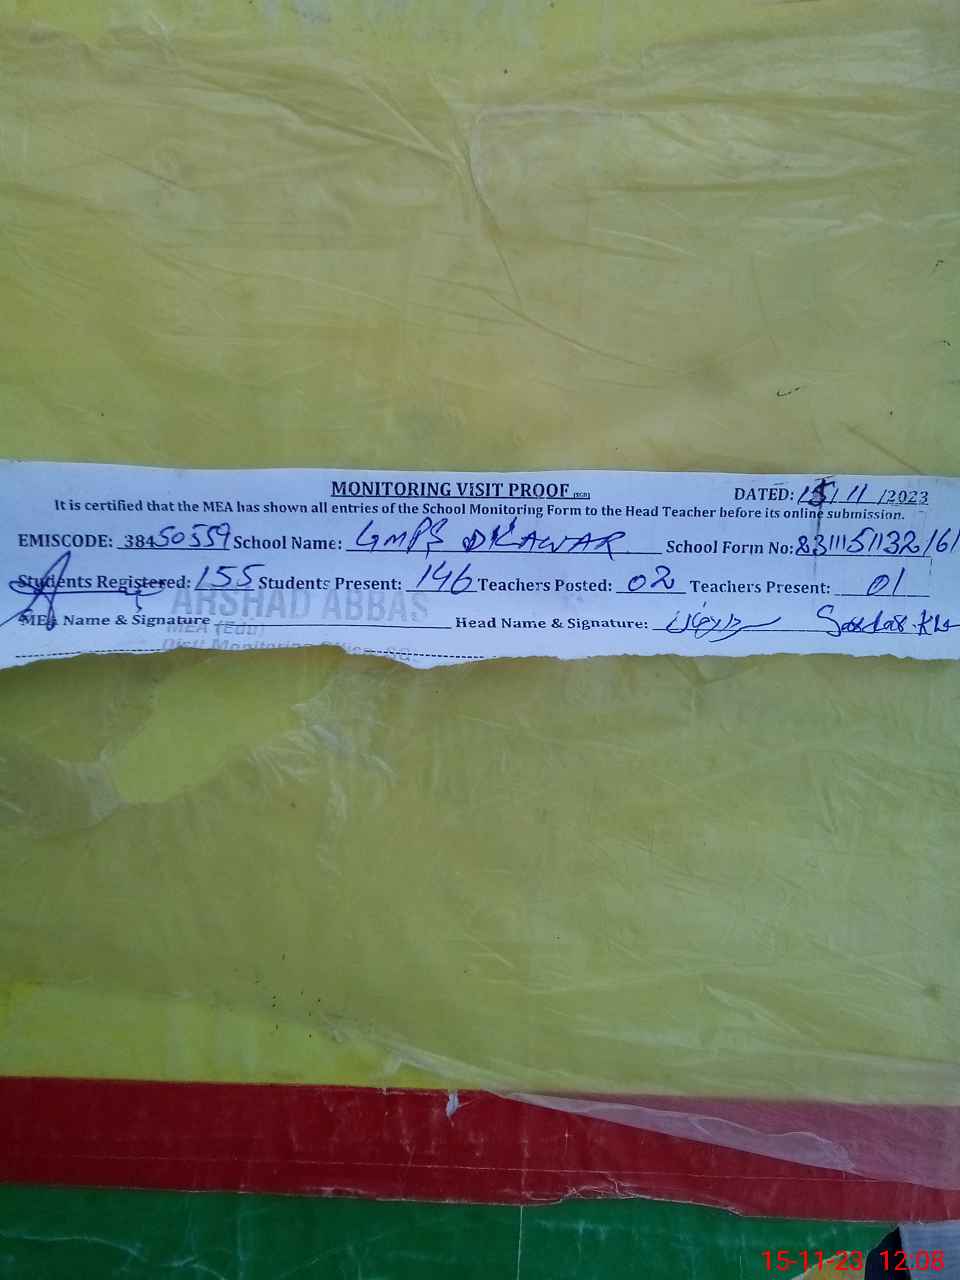 MONITORING VISIT PROOF (SGD) DATED: 15/11/2023
It is certified that the MEA has shown all entries of the School Monitoring Form to the Head Teacher before its online submission.
EMISCODE: 38450559 School Name: GMPS DKAWAR School Form No:
Students Registered: 155 Students Present: 146 Teachers Posted: 02 Teachers Present: 01
ARSHAD ABBAS
MEA Name & Signature Head Name & Signature:
MEA (Edu)
15-11-23 12:08